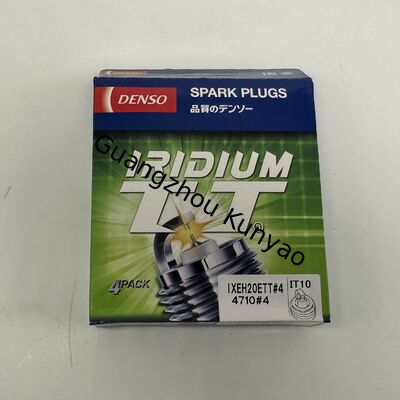 DENSO
SPARK PLUGS
品質のデンソー
IRIDIUM
TT
Guangzhou Kunyao
4PACK
IXEH20ETT#4
4710#4
IT10